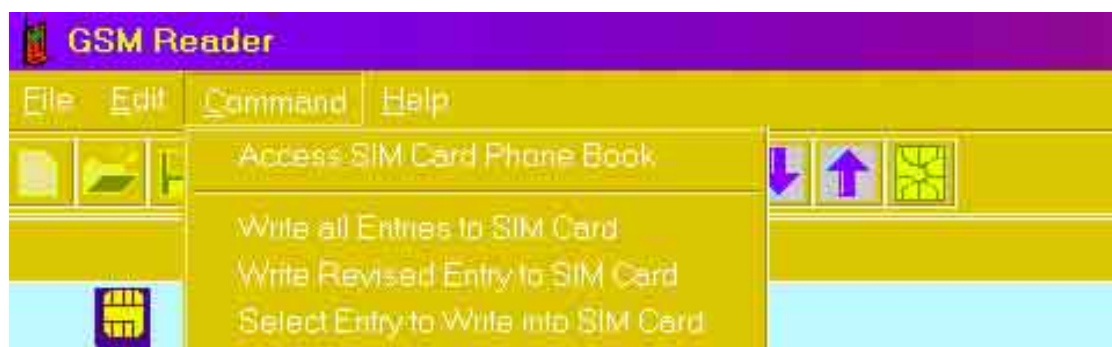 GSM Reader
File Edit Command Help
Access SIM Card Phone Book
Write all Entries to SIM Card
Write Revised Entry to SIM Card
Select Entry to Write into SIM Card